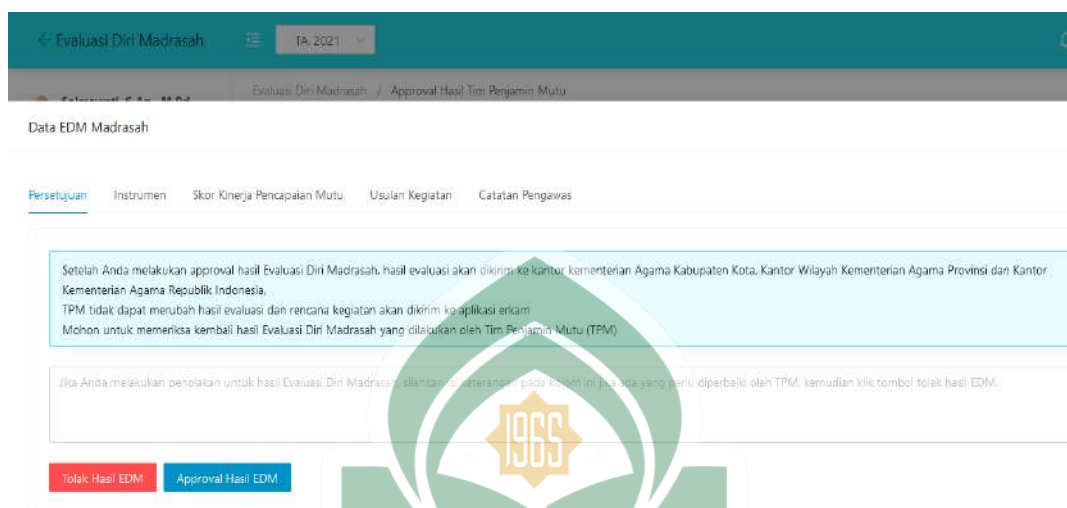 ← Evaluasi Diri Madrasah TA. 2021
Evaluasi Diri Madrasah / Approval Hasil Tim Penjamin Mutu
Data EDM Madrasah
Persetujuan Instrumen Skor Kinerja Pencapaian Mutu Usulan Kegiatan Catatan Pengawas
Setelah Anda melakukan approval hasil Evaluasi Diri Madrasah, hasil evaluasi akan dikirim ke kantor kementerian Agama Kabupaten Kota, Kantor Wilayah Kementerian Agama Provinsi dan Kantor
Kementerian Agama Republik Indonesia.
TPM tidak dapat merubah hasil evaluasi dan rencana kegiatan akan dikirim ke aplikasi erkam
Mohon untuk memeriksa kembali hasil Evaluasi Diri Madrasah yang dilakukan oleh Tim Penjamin Mutu (TPM)
Jika Anda melakukan penolakan untuk hasil Evaluasi Diri Madrasah, silahkan isi keterangan pada kolom ini jika ada yang perlu diperbaiki oleh TPM, kemudian klik tombol tolak hasil EDM.
1965
Tolak Hasil EDM Approval Hasil EDM